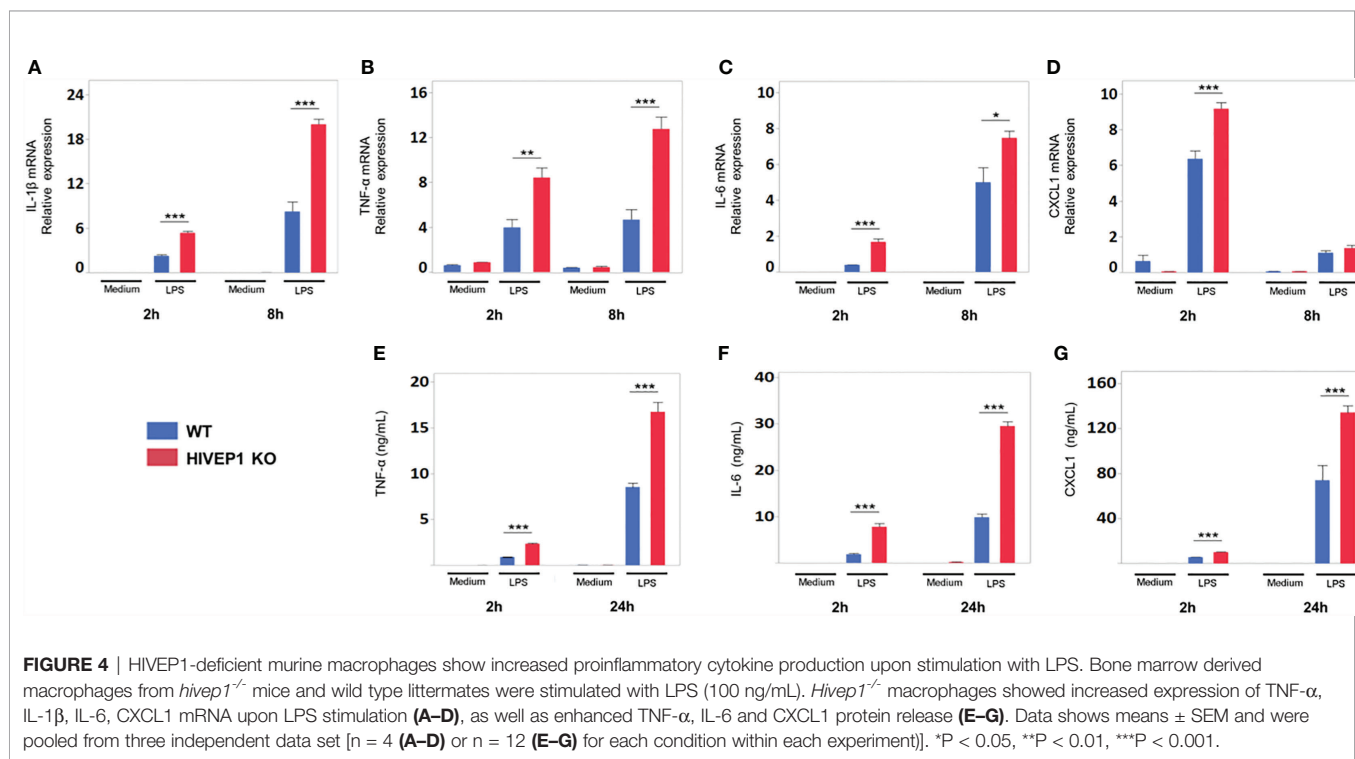 A
IL-1β mRNA
Relative expression
24
18
12
6
0
***
***
Medium
LPS
Medium
LPS
2h
8h
B
TNF-α mRNA
Relative expression
16
12
8
4
0
**
***
Medium
LPS
Medium
LPS
2h
8h
C
IL-6 mRNA
Relative expression
10
8
6
4
2
0
***
*
Medium
LPS
Medium
LPS
2h
8h
D
CXCL1 mRNA
Relative expression
10
8
6
4
2
0
***
Medium
LPS
Medium
LPS
2h
8h
WT
HIVEP1 KO
E
TNF-α (ng/mL)
20
15
10
5
***
***
Medium
LPS
Medium
LPS
2h
24h
F
IL-6 (ng/mL)
40
30
20
10
***
***
Medium
LPS
Medium
LPS
2h
24h
G
CXCL1 (ng/mL)
160
120
80
40
***
***
Medium
LPS
Medium
LPS
2h
24h
FIGURE 4 | HIVEP1-deficient murine macrophages show increased proinflammatory cytokine production upon stimulation with LPS. Bone marrow derived
macrophages from hivep1-/- mice and wild type littermates were stimulated with LPS (100 ng/mL). Hivep1-/- macrophages showed increased expression of TNF-α,
IL-1β, IL-6, CXCL1 mRNA upon LPS stimulation (A–D), as well as enhanced TNF-α, IL-6 and CXCL1 protein release (E–G). Data shows means ± SEM and were
pooled from three independent data set [n = 4 (A–D) or n = 12 (E–G) for each condition within each experiment)]. *P < 0.05, **P < 0.01, ***P < 0.001.